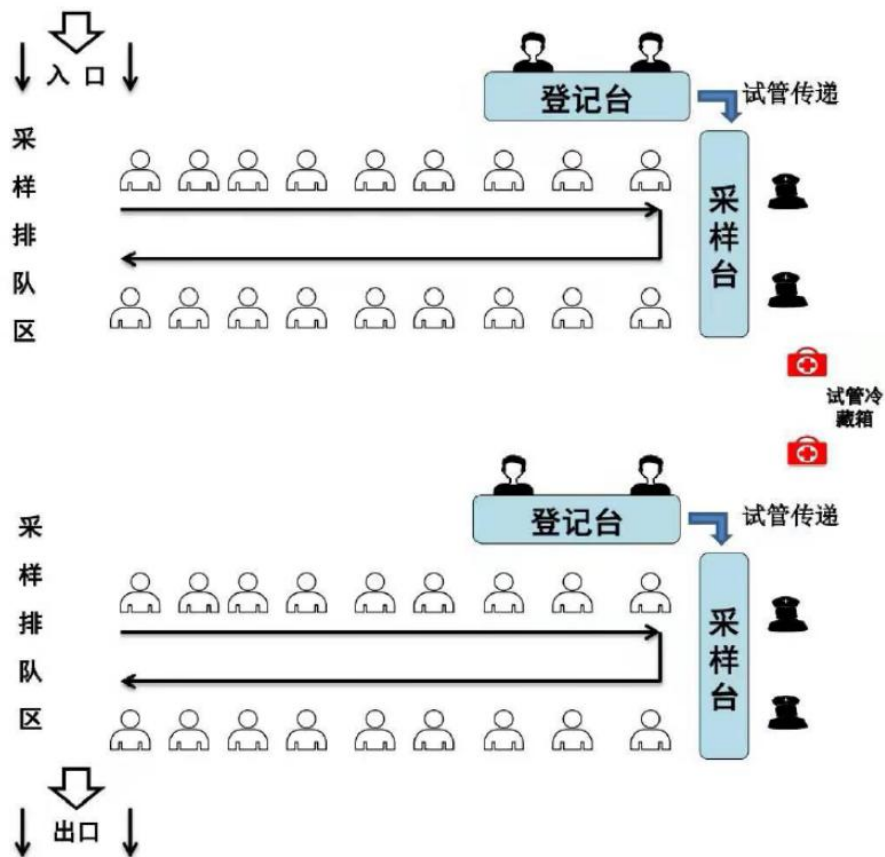 入口
登记台
试管传递
采样排队区
采样台
试管冷
藏箱
登记台
试管传递
采样排队区
采样台
出口